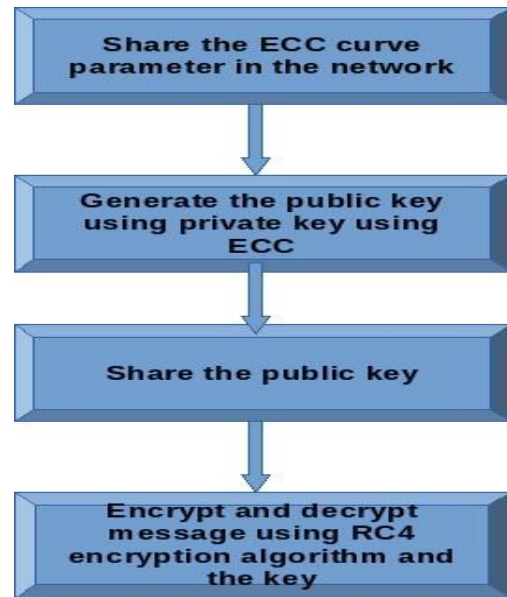 Share the ECC curve
parameter in the network
Generate the public key
using private key using
ECC
Share the public key
Encrypt and decrypt
message using RC4
encryption algorithm and
the key